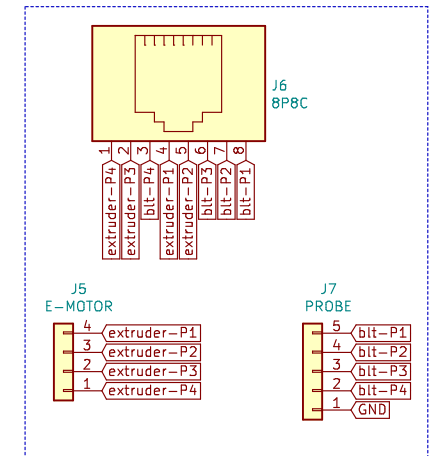 J6
8P8C
1 2 3 4 5 6 7 8
extruder-P4
extruder-P3
blt-P4
extruder-P1
extruder-P2
blt-P3
blt-P2
blt-P1
J5
E-MOTOR
4 extruder-P1
3 extruder-P2
2 extruder-P3
1 extruder-P4
J7
PROBE
5 blt-P1
4 blt-P2
3 blt-P3
2 blt-P4
1 GND